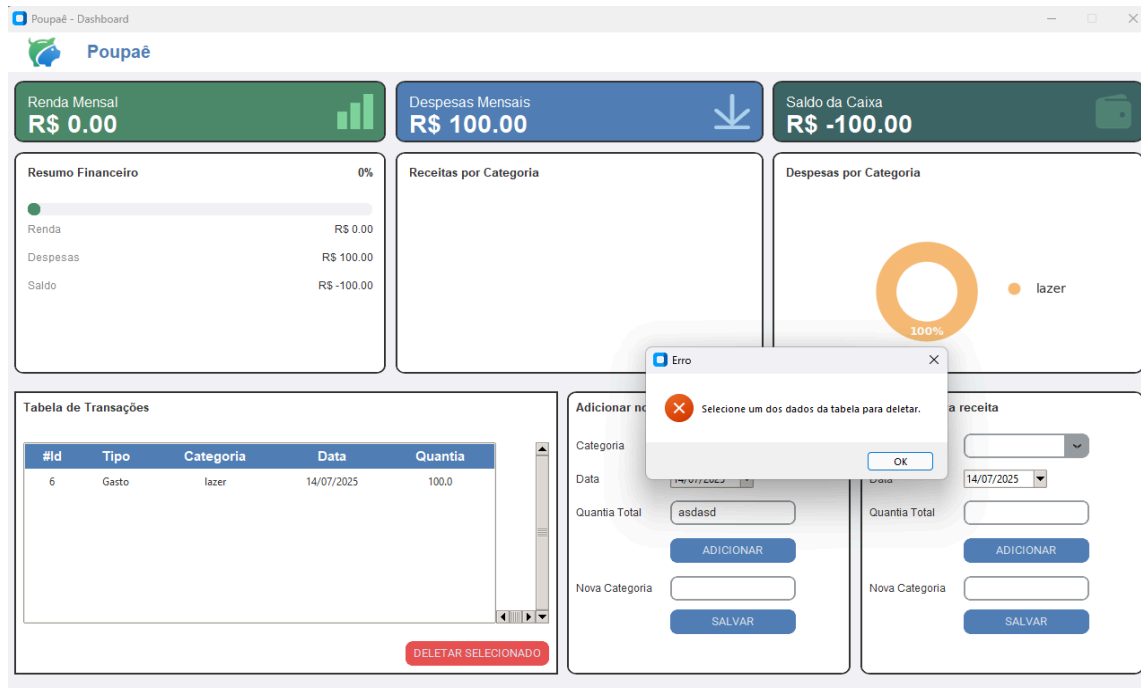 Poupaê - Dashboard
Poupaê
Renda Mensal
R$ 0.00
Despesas Mensais
R$ 100.00
Saldo da Caixa
R$ -100.00
Resumo Financeiro 0%
Renda R$ 0.00
Despesas R$ 100.00
Saldo R$ -100.00
Receitas por Categoria
Despesas por Categoria
100%
lazer
Erro
Selecione um dos dados da tabela para deletar.
OK
Tabela de Transações
#Id Tipo Categoria Data Quantia
6 Gasto lazer 14/07/2025 100.0
DELETAR SELECIONADO
Adicionar
Categoria
Data 14/07/2025
Quantia Total asdasd
ADICIONAR
Nova Categoria
SALVAR
receita
Data 14/07/2025
Quantia Total
ADICIONAR
Nova Categoria
SALVAR